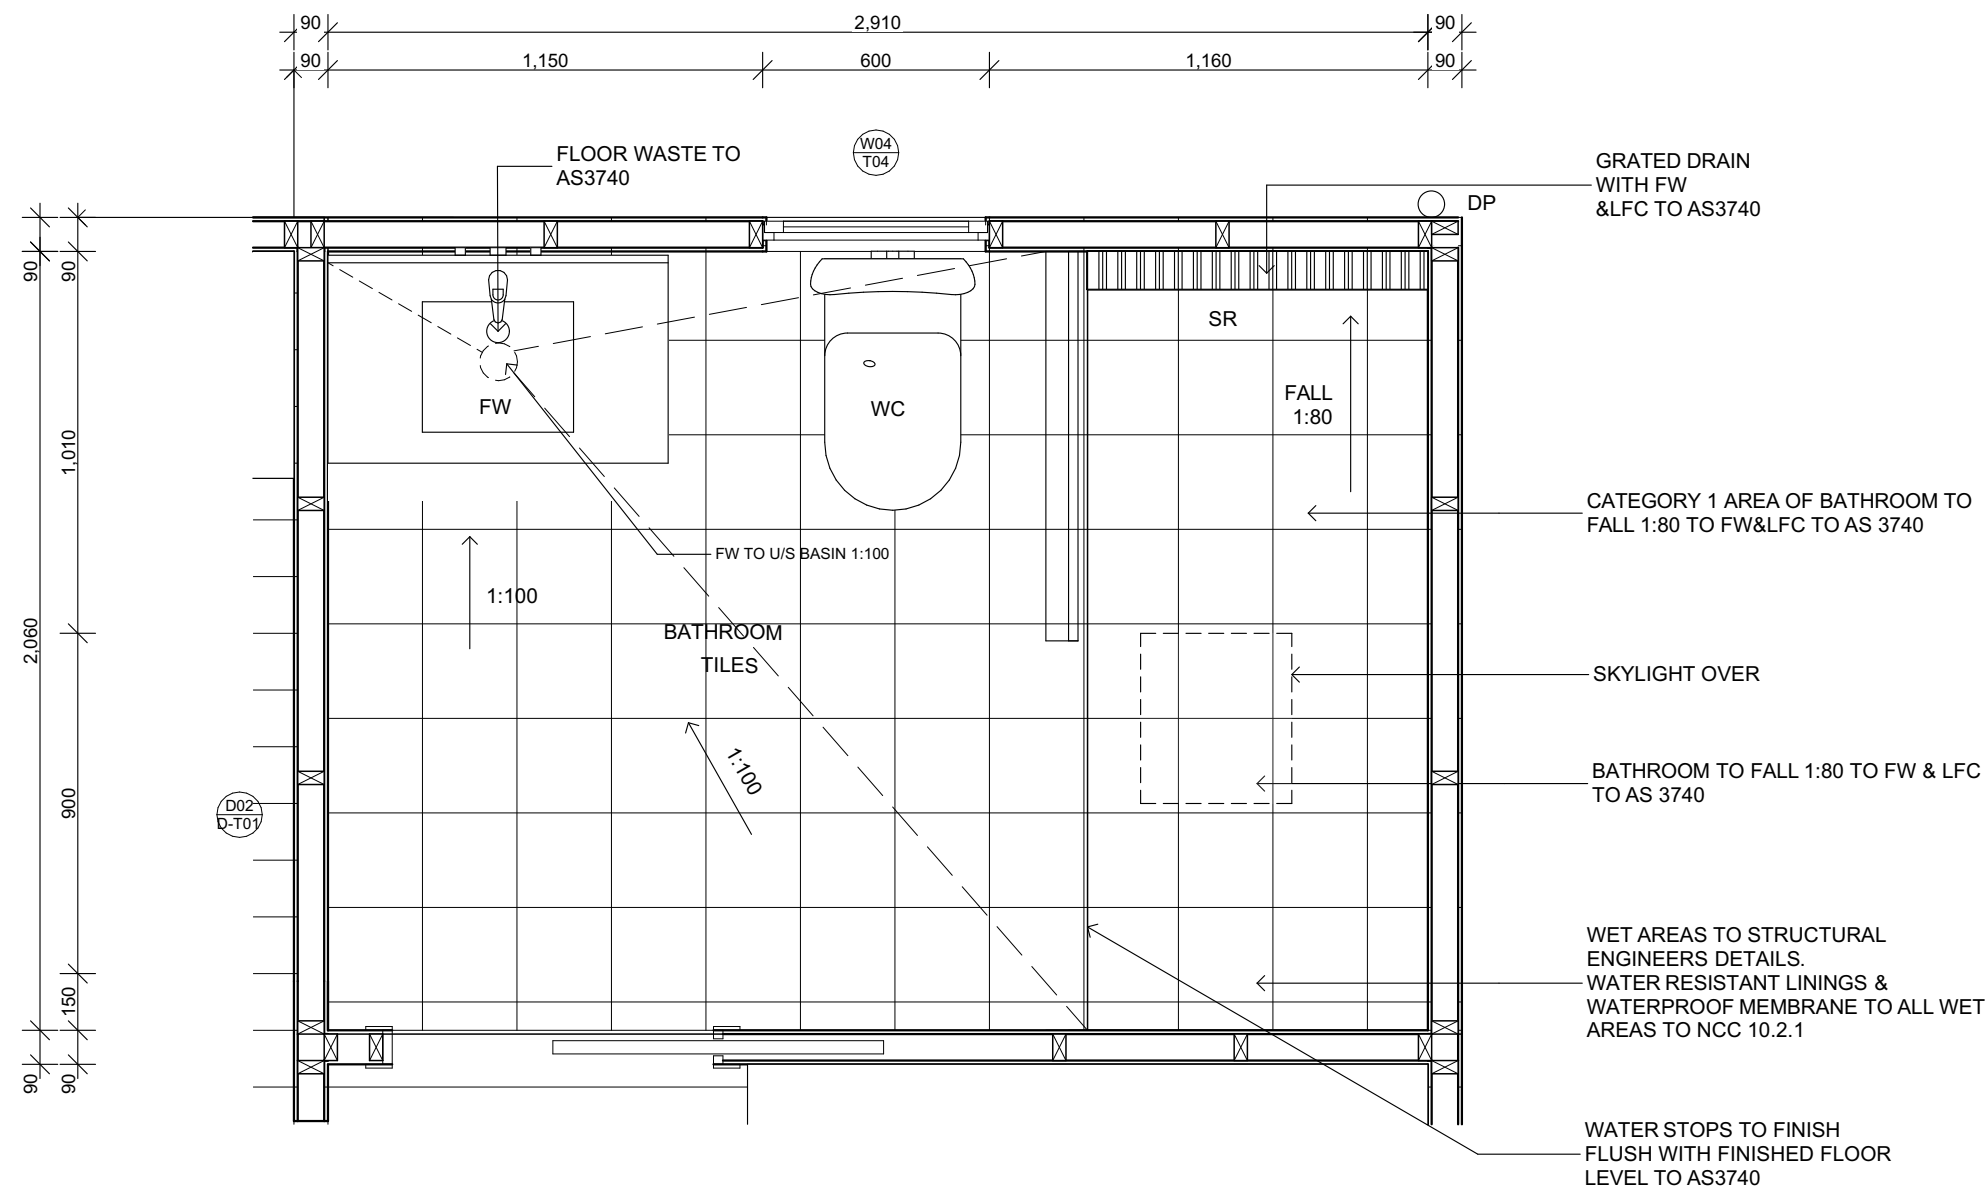 90
2,910
90
90
1,150
600
1,160
90
W04
T04
FLOOR WASTE TO
AS3740
GRATED DRAIN
WITH FW
&LFC TO AS3740
DP
90
90
SR
FW
WC
FALL
1:80
1,010
CATEGORY 1 AREA OF BATHROOM TO
FALL 1:80 TO FW&LFC TO AS 3740
FW TO U/S BASIN 1:100
1:100
BATHROOM
TILES
2,060
SKYLIGHT OVER
1:100
BATHROOM TO FALL 1:80 TO FW & LFC
TO AS 3740
D02
D-T01
900
WET AREAS TO STRUCTURAL
ENGINEERS DETAILS.
WATER RESISTANT LININGS &
WATERPROOF MEMBRANE TO ALL WET
AREAS TO NCC 10.2.1
150
90
90
WATER STOPS TO FINISH
FLUSH WITH FINISHED FLOOR
LEVEL TO AS3740